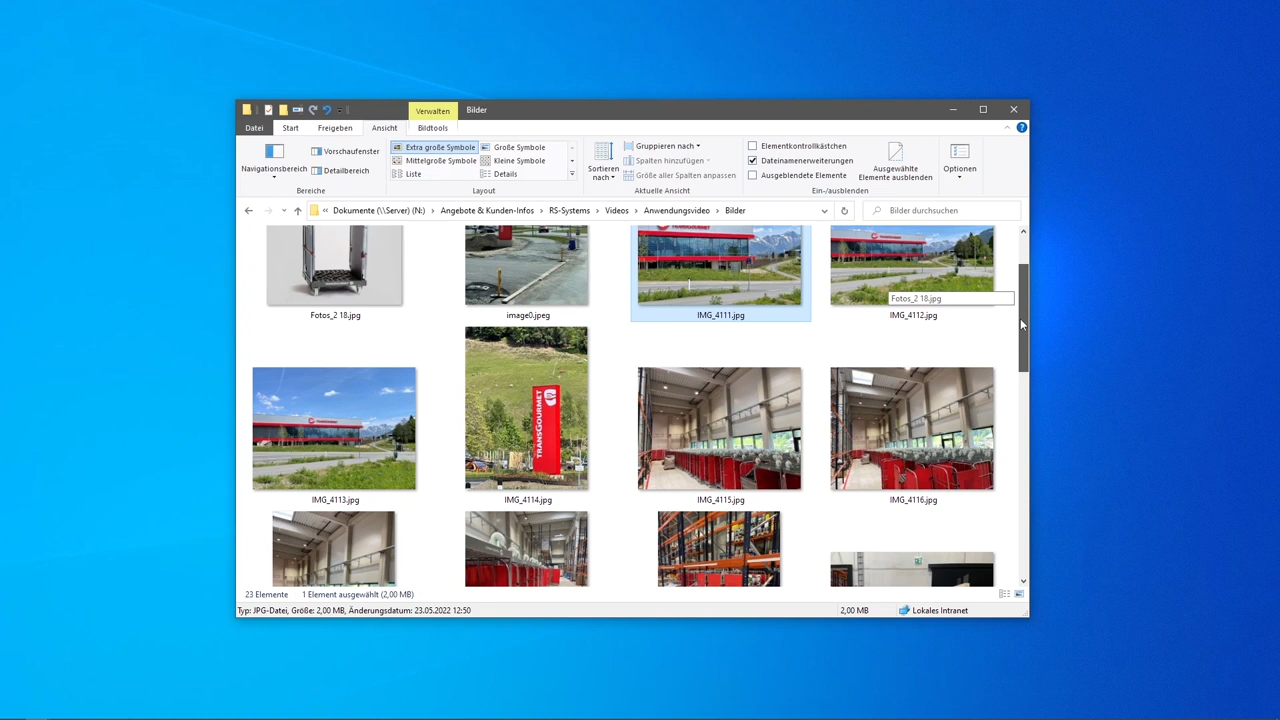 Verwalten Bilder
Datei Start Freigeben Ansicht Bildtools
Navigationsbereich
Vorschaufenster
Detailbereich
Bereiche
Extra große Symbole Große Symbole
Mittelgroße Symbole Kleine Symbole
Liste Details
Layout
Sortieren
nach
Gruppieren nach
Spalten hinzufügen
Größe aller Spalten anpassen
Aktuelle Ansicht
Elementkontrollkästchen
Dateinamenerweiterungen
Ausgeblendete Elemente
Ausgewählte
Elemente ausblenden
Ein-/ausblenden
Optionen
« Dokumente (\\Server) (N:) > Angebote & Kunden-Infos > RS-Systems > Videos > Anwendungsvideo > Bilder
Bilder durchsuchen
TRANSGOURMET
Fotos_2 18.jpg
Fotos_2 18.jpg image0.jpeg IMG_4111.jpg IMG_4112.jpg
TRANSGOURMET
TRANSGOURMET
IMG_4113.jpg IMG_4114.jpg IMG_4115.jpg IMG_4116.jpg
23 Elemente 1 Element ausgewählt (2,00 MB)
Typ: JPG-Datei, Größe: 2,00 MB, Änderungsdatum: 23.05.2022 12:50 2,00 MB Lokales Intranet